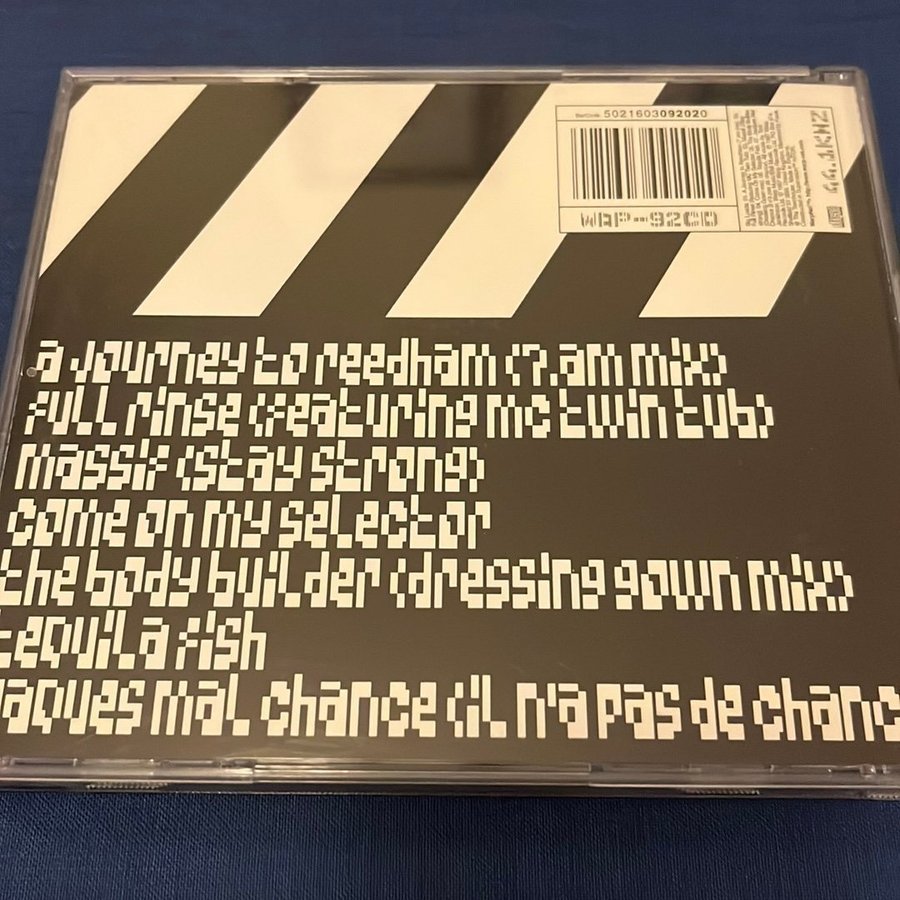 Barcode 5021603092020
WAP-92CD
44.1KHZ
a journey to reedham (7.am mix)
full rinse (featuring mc twin tub)
massif (stay strong)
come on my selector
the body builder (dressing gown mix)
tequila fish
jaques mal chance (il n'a pas de chanc